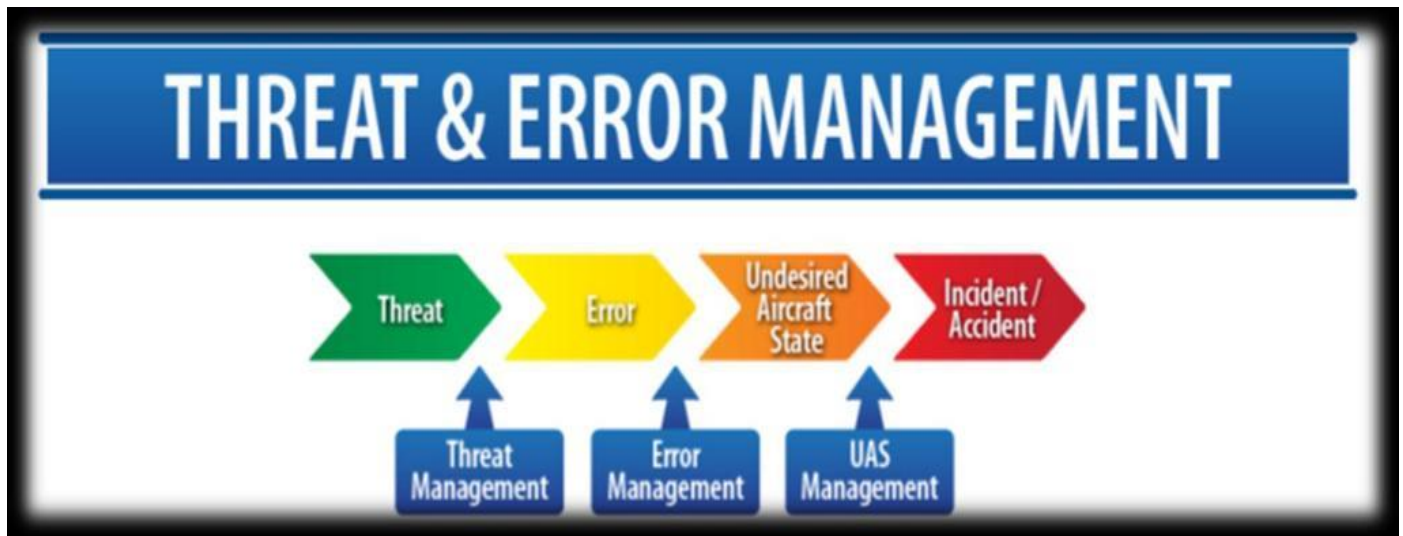 THREAT & ERROR MANAGEMENT
Threat
Error
Undesired
Aircraft
State
Incident /
Accident
Threat
Management
Error
Management
UAS
Management